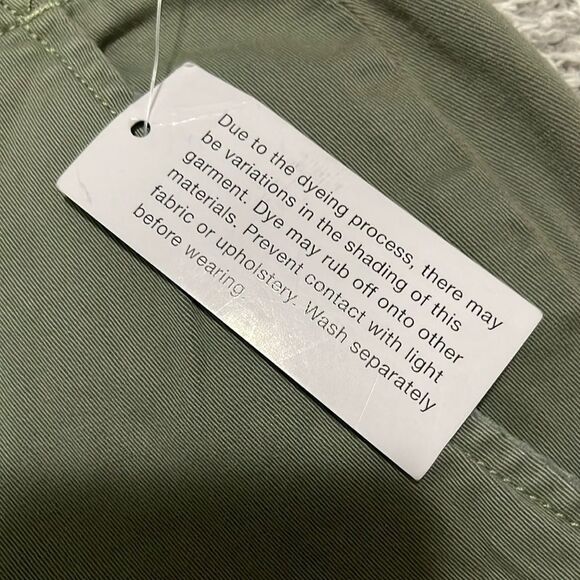 Due to the dyeing process, there may
be variations in the shading of this
garment. Dye may rub off onto other
materials. Prevent contact with light
fabric or upholstery. Wash separately
before wearing.